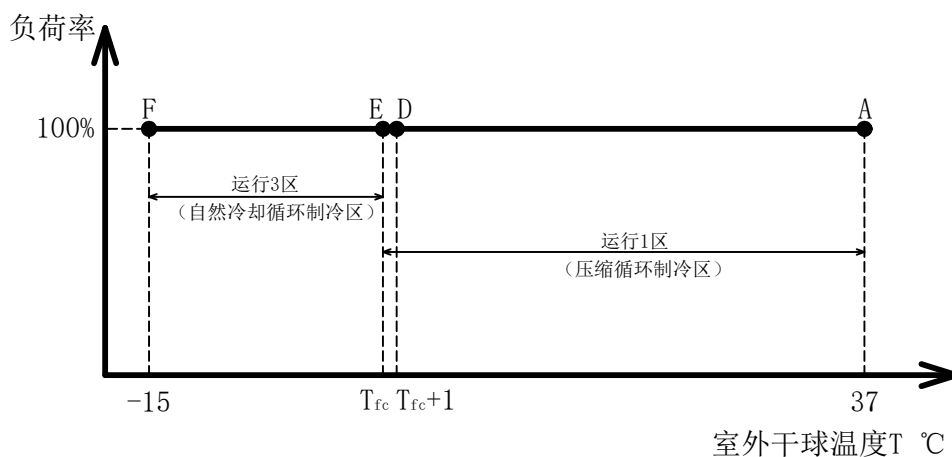 负荷率
F
E D
A
100%
运行3区
(自然冷却循环制冷区)
运行1区
(压缩循环制冷区)
-15
Tfc Tfc+1
37
室外干球温度T ℃